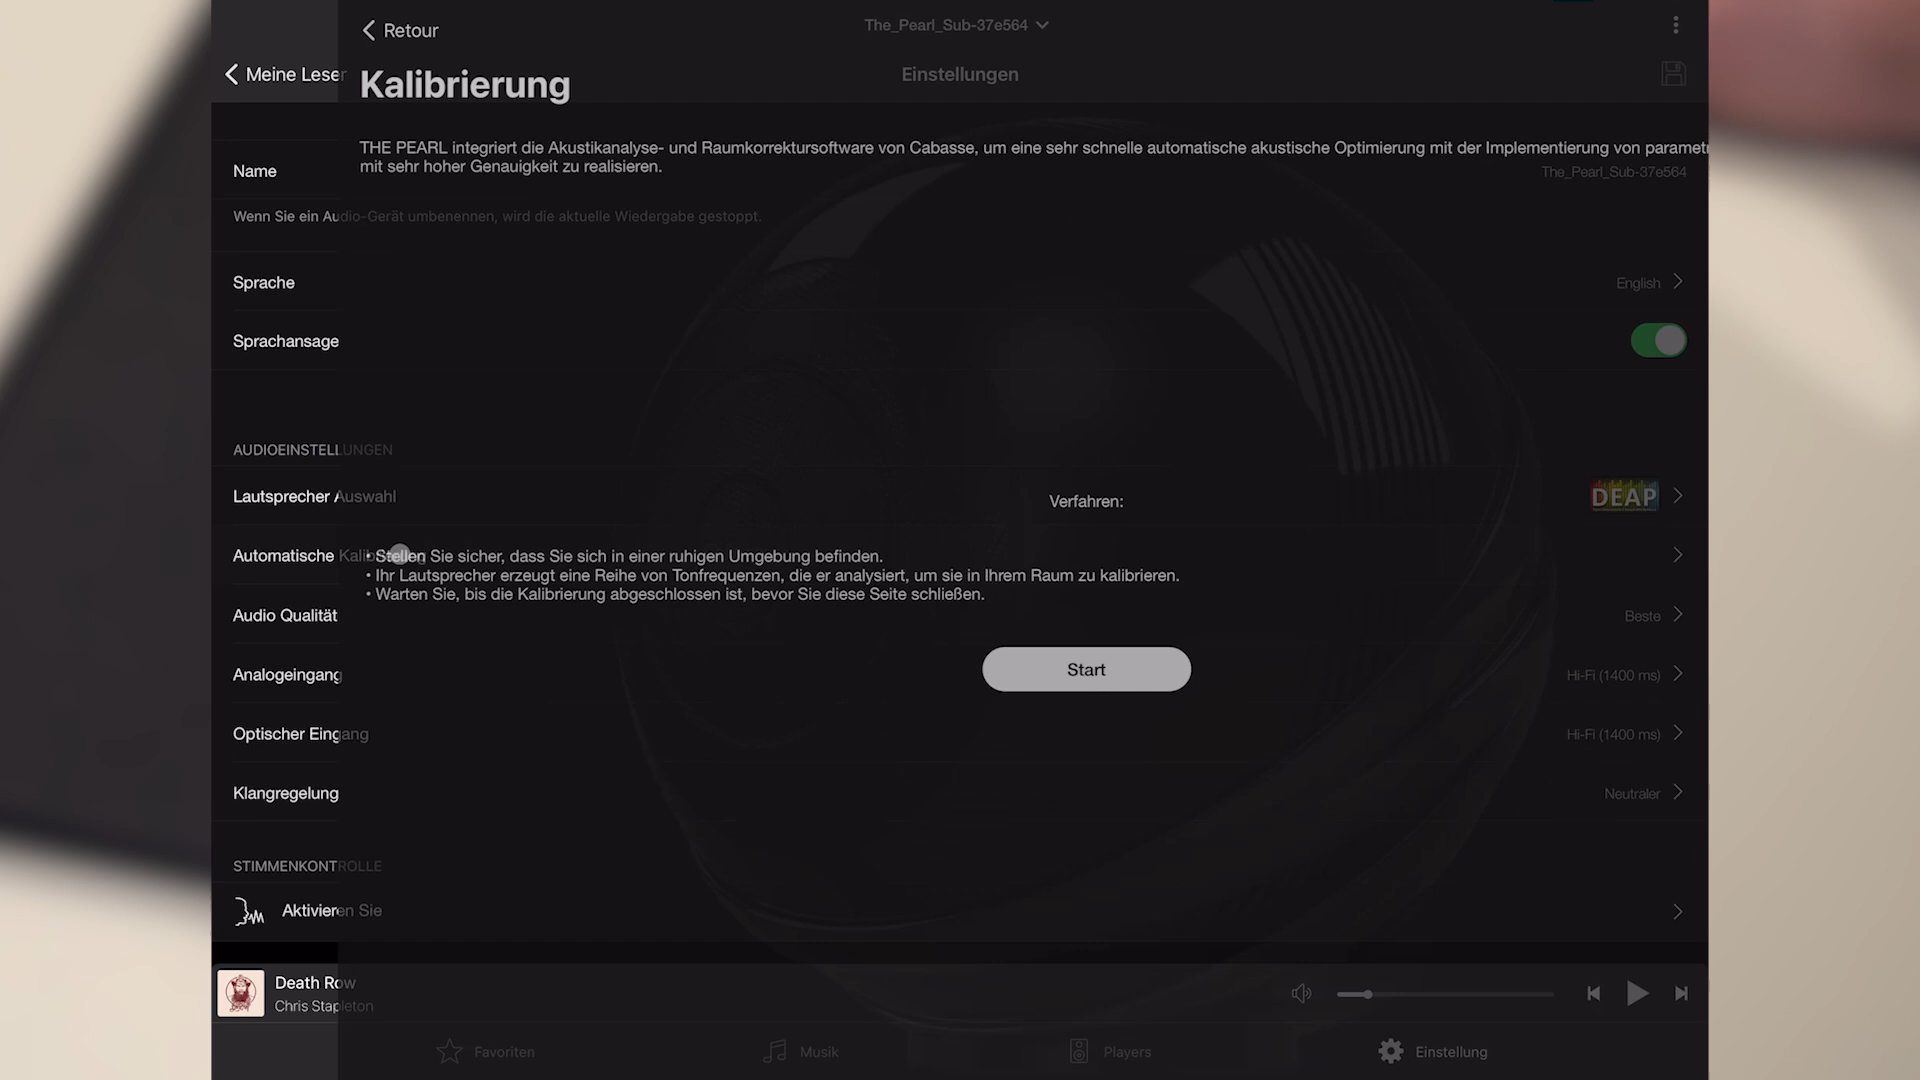 Retour
The_Pearl_Sub-37e564
Meine Leser
Kalibrierung
Einstellungen
THE PEARL integriert die Akustikanalyse- und Raumkorrektursoftware von Cabasse, um eine sehr schnelle automatische akustische Optimierung mit der Implementierung von parametr
mit sehr hoher Genauigkeit zu realisieren.
Name
The_Pearl_Sub-37e564
Wenn Sie ein Audio-Gerät umbenennen, wird die aktuelle Wiedergabe gestoppt.
Sprache
English
Sprachansage
AUDIOEINSTELLUNGEN
Lautsprecher Auswahl
DEAP
Verfahren:
Automatische
• Stellen Sie sicher, dass Sie sich in einer ruhigen Umgebung befinden.
• Ihr Lautsprecher erzeugt eine Reihe von Tonfrequenzen, die er analysiert, um sie in Ihrem Raum zu kalibrieren.
• Warten Sie, bis die Kalibrierung abgeschlossen ist, bevor Sie diese Seite schließen.
Audio Qualität
Beste
Start
Analogeingang
Hi-Fi (1400 ms)
Optischer Eingang
Hi-Fi (1400 ms)
Klangregelung
Neutraler
STIMMENKONTROLLE
Aktivieren Sie
Death Row
Chris Stapleton
Favoriten
Musik
Players
Einstellung